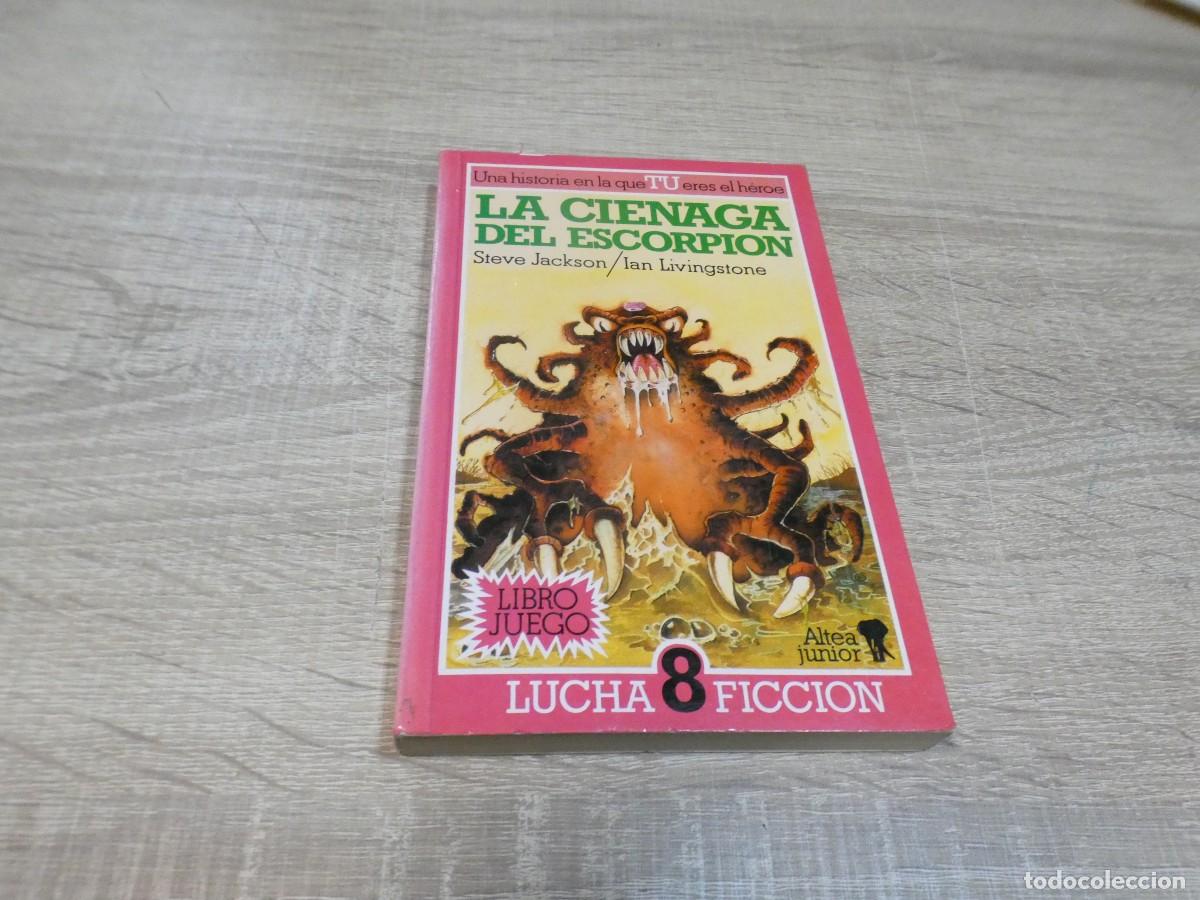 Una historia en la que TU eres el héroe
LA CIENAGA
DEL ESCORPION
Steve Jackson/Ian Livingstone
LIBRO
JUEGO
Altea
junior
LUCHA 8 FICCION
todocoleccion